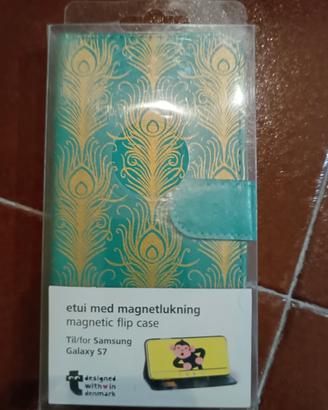 etui med magnetlukning
magnetic flip case
Til/for Samsung
Galaxy S7
designed
with♥in
denmark